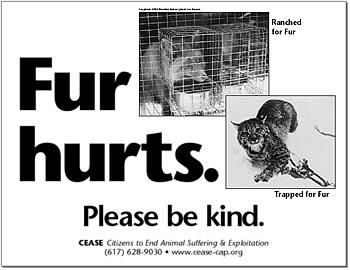 Ranched
for Fur
Fur
hurts.
Trapped for Fur
Please be kind.
CEASE Citizens to End Animal Suffering & Exploitation
(617) 628-9030 • www.cease-cap.org